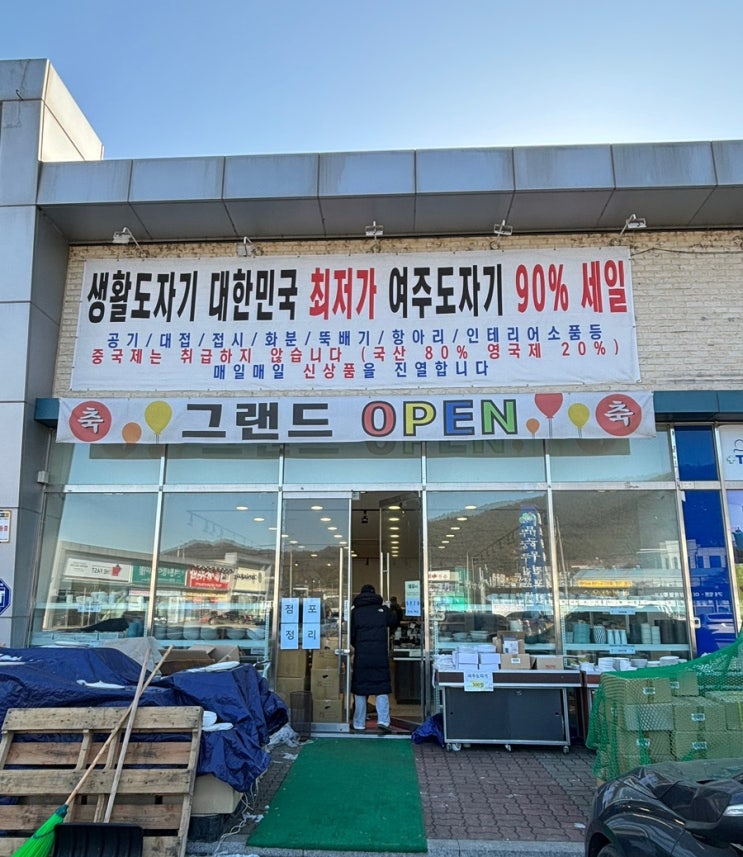 생활도자기 대한민국 최저가 여주도자기 90% 세일
공기/대접/접시/화분/뚝배기/항아리/인테리어소품등
중국제는 취급하지 않습니다 (국산 80% 영국제 20%)
매일매일 신상품을 진열합니다
축 그랜드 OPEN 축
점포
정리